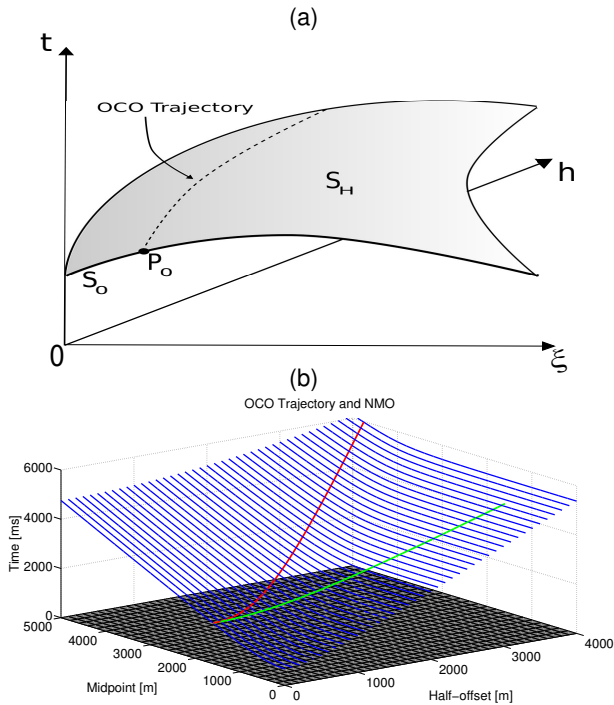 (a)
t
OCO Trajectory
S_H
h
P_O
S_O
0
ξ
(b)
OCO Trajectory and NMO
6000
4000
2000
0
Time [ms]
5000
4000
3000
2000
1000
0
Midpoint [m]
0
1000
2000
3000
4000
Half−offset [m]